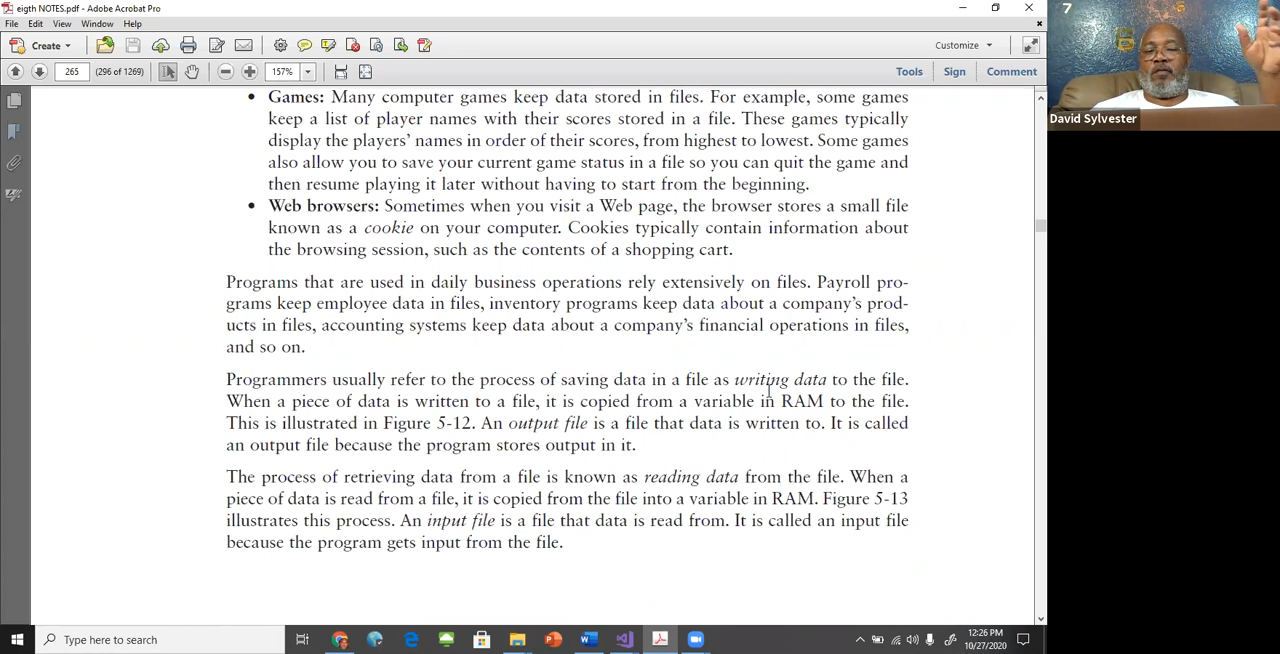 eigth NOTES.pdf - Adobe Acrobat Pro
File Edit View Window Help
Create
Customize
265 (296 of 1269) 157%
Tools Sign Comment
• Games: Many computer games keep data stored in files. For example, some games
keep a list of player names with their scores stored in a file. These games typically
display the players' names in order of their scores, from highest to lowest. Some games
also allow you to save your current game status in a file so you can quit the game and
then resume playing it later without having to start from the beginning.
• Web browsers: Sometimes when you visit a Web page, the browser stores a small file
known as a cookie on your computer. Cookies typically contain information about
the browsing session, such as the contents of a shopping cart.
Programs that are used in daily business operations rely extensively on files. Payroll pro-
grams keep employee data in files, inventory programs keep data about a company's prod-
ucts in files, accounting systems keep data about a company's financial operations in files,
and so on.
Programmers usually refer to the process of saving data in a file as writing data to the file.
When a piece of data is written to a file, it is copied from a variable in RAM to the file.
This is illustrated in Figure 5-12. An output file is a file that data is written to. It is called
an output file because the program stores output in it.
The process of retrieving data from a file is known as reading data from the file. When a
piece of data is read from a file, it is copied from the file into a variable in RAM. Figure 5-13
illustrates this process. An input file is a file that data is read from. It is called an input file
because the program gets input from the file.
7
6
David Sylvester
Type here to search
12:26 PM
10/27/2020